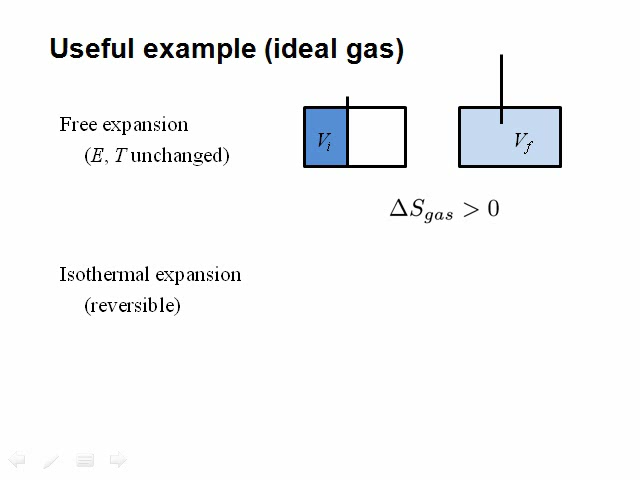 Useful example (ideal gas)
Free expansion
(E, T unchanged)
V_i
V_f
ΔS_gas > 0
Isothermal expansion
(reversible)